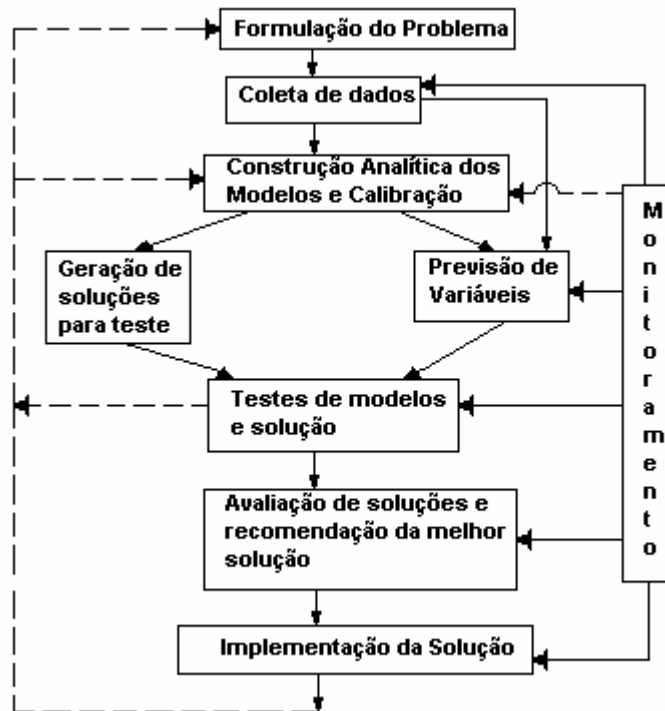 Formulação do Problema
Coleta de dados
Construção Analítica dos
Modelos e Calibração
Geração de
soluções
para teste
Previsão de
Variáveis
Testes de modelos
e solução
Avaliação de soluções e
recomendação da melhor
solução
Implementação da Solução
Monitoramento